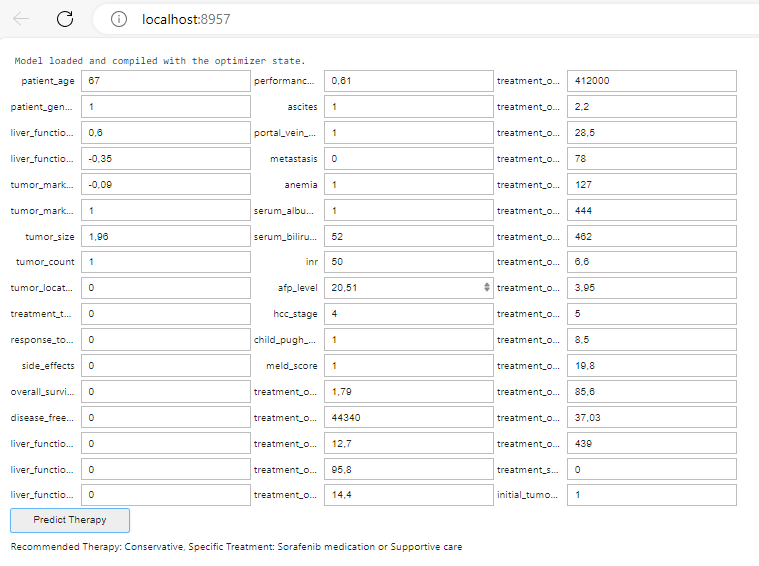 localhost:8957
Model loaded and compiled with the optimizer state.
patient_age 67 performanc... 0,61 treatment_o... 412000
patient_gen... 1 ascites 1 treatment_o... 2,2
liver_functio... 0,6 portal_vein_... 1 treatment_o... 28,5
liver_functio... -0,35 metastasis 0 treatment_o... 78
tumor_mark... -0,09 anemia 1 treatment_o... 127
tumor_mark... 1 serum_albu... 1 treatment_o... 444
tumor_size 1,96 serum_biliru... 52 treatment_o... 462
tumor_count 1 inr 50 treatment_o... 6,6
tumor_locat... 0 afp_level 20,51 treatment_o... 3,95
treatment_t... 0 hcc_stage 4 treatment_o... 5
response_to... 0 child_pugh_... 1 treatment_o... 8,5
side_effects 0 meld_score 1 treatment_o... 19,8
overall_survi... 0 treatment_o... 1,79 treatment_o... 85,6
disease_free... 0 treatment_o... 44340 treatment_o... 37,03
liver_functio... 0 treatment_o... 12,7 treatment_o... 439
liver_functio... 0 treatment_o... 95,8 treatment_s... 0
liver_functio... 0 treatment_o... 14,4 initial_tumo... 1
Predict Therapy
Recommended Therapy: Conservative, Specific Treatment: Sorafenib medication or Supportive care